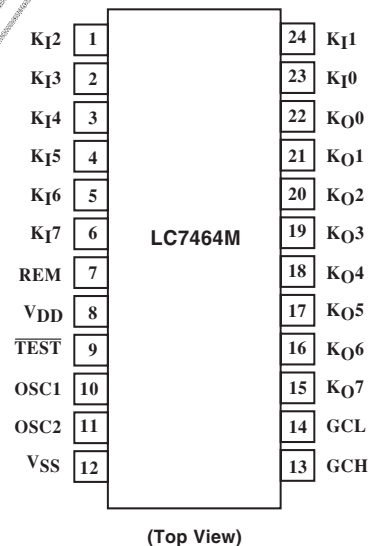 KI2 1 24 KI1
KI3 2 23 KI0
KI4 3 22 KO0
KI5 4 21 KO1
KI6 5 20 KO2
KI7 6 LC7464M 19 KO3
REM 7 18 KO4
VDD 8 17 KO5
TEST 9 16 KO6
OSC1 10 15 KO7
OSC2 11 14 GCL
VSS 12 13 GCH
(Top View)